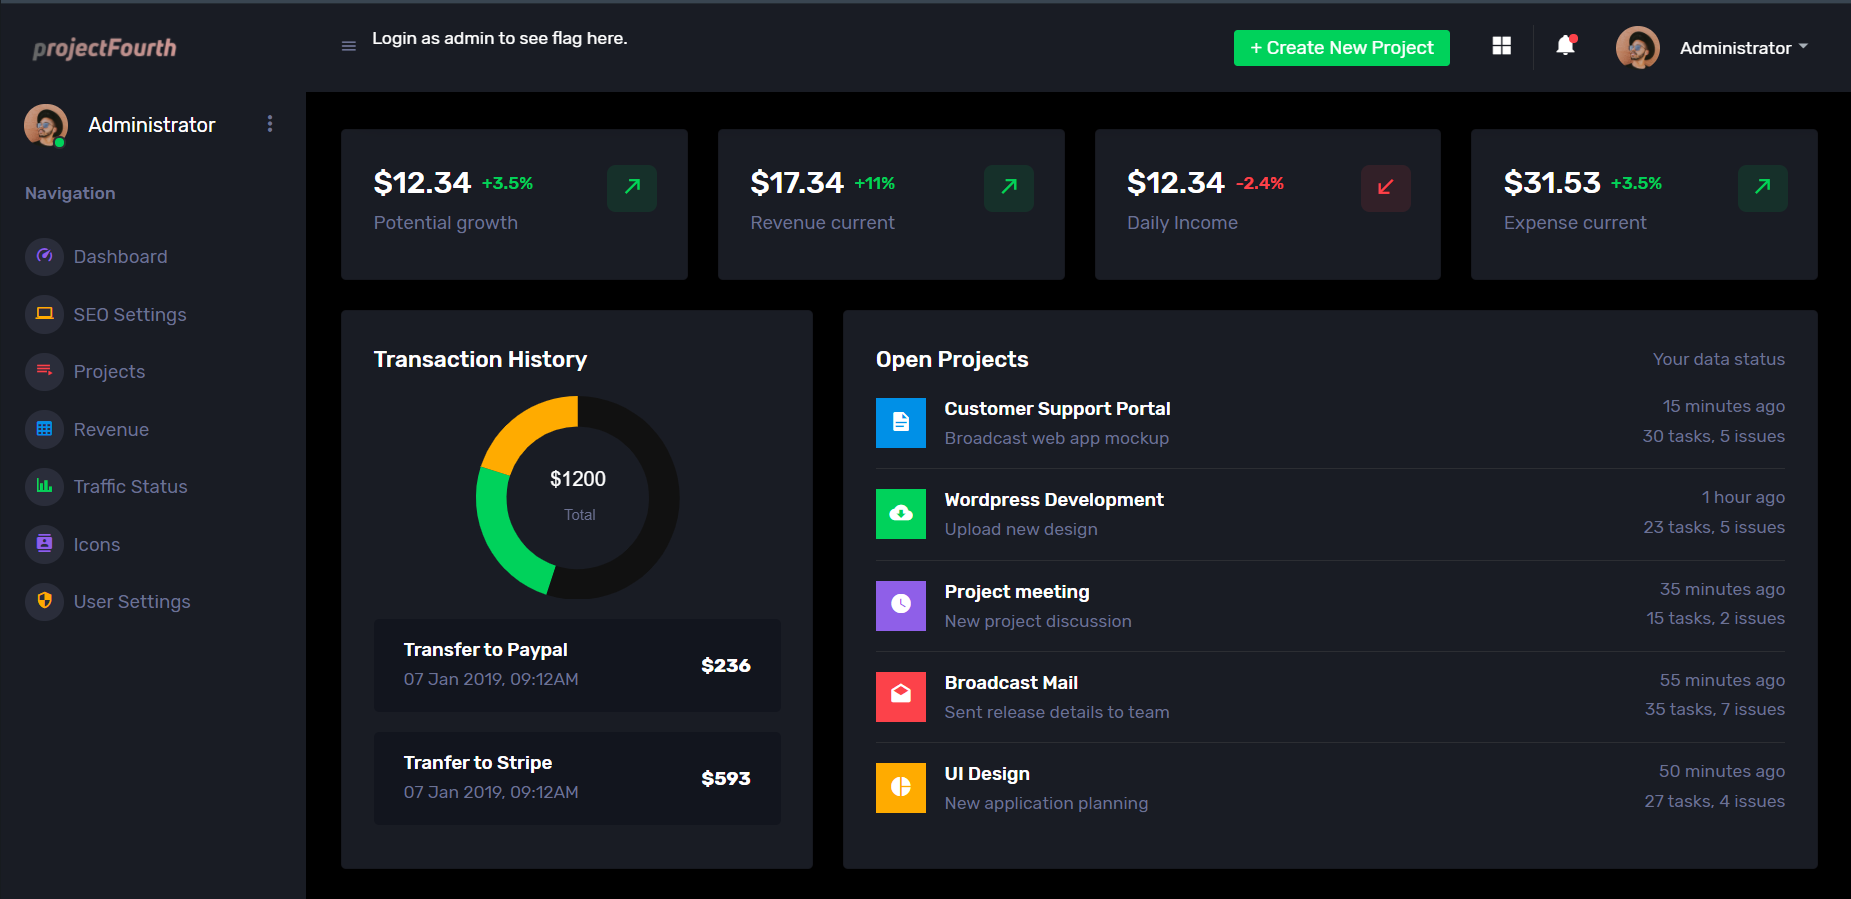 projectFourth
Login as admin to see flag here.
+ Create New Project
Administrator
Administrator
Navigation
Dashboard
SEO Settings
Projects
Revenue
Traffic Status
Icons
User Settings
$12.34 +3.5%
Potential growth
$17.34 +11%
Revenue current
$12.34 -2.4%
Daily Income
$31.53 +3.5%
Expense current
Transaction History
$1200
Total
Transfer to Paypal
07 Jan 2019, 09:12AM
$236
Tranfer to Stripe
07 Jan 2019, 09:12AM
$593
Open Projects
Your data status
Customer Support Portal
Broadcast web app mockup
15 minutes ago
30 tasks, 5 issues
Wordpress Development
Upload new design
1 hour ago
23 tasks, 5 issues
Project meeting
New project discussion
35 minutes ago
15 tasks, 2 issues
Broadcast Mail
Sent release details to team
55 minutes ago
35 tasks, 7 issues
UI Design
New application planning
50 minutes ago
27 tasks, 4 issues